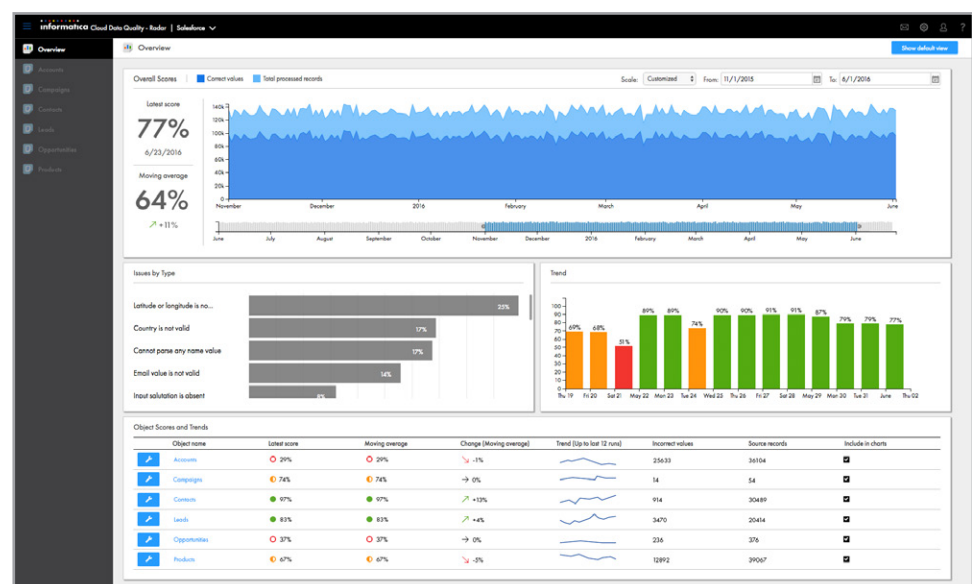 informatica Cloud Data Quality - Radar | Salesforce
?
Overview
Accounts
Campaigns
Contacts
Leads
Opportunities
Products
Overview
Show default view
Overall Scores
Correct values
Total processed records
Scale: Customized From: 11/1/2015 To: 6/1/2016
Latest score
77%
6/23/2016
Moving average
64%
+11%
140k
120k
100k
80k
60k
40k
20k
0
November December 2016 February March April May June
June July August September October November December 2016 February March April May June
Issues by Type
Latitude or longitude is no... 25%
Country is not valid 17%
Cannot parse any name value 17%
Email value is not valid 14%
Input salutation is absent 8%
Trend
100
90
80
70
60
50
40
30
20
10
0
69% 68% 51% 89% 89% 74% 90% 90% 91% 91% 87% 79% 79% 77%
Thu 19 Fri 20 Sat 21 May 22 Mon 23 Tue 24 Wed 25 Thu 26 Fri 27 Sat 28 May 29 Mon 30 Tue 31 June Thu 02
Object Scores and Trends
Object name Latest score Moving average Change (Moving average) Trend (Up to last 12 runs) Incorrect values Source records Include in charts
Accounts 29% 29% -1% 25633 36104
Campaigns 74% 74% 0% 14 54
Contacts 97% 97% +13% 914 30489
Leads 83% 83% +4% 3470 20414
Opportunities 37% 37% 0% 236 376
Products 67% 67% -5% 12892 39067